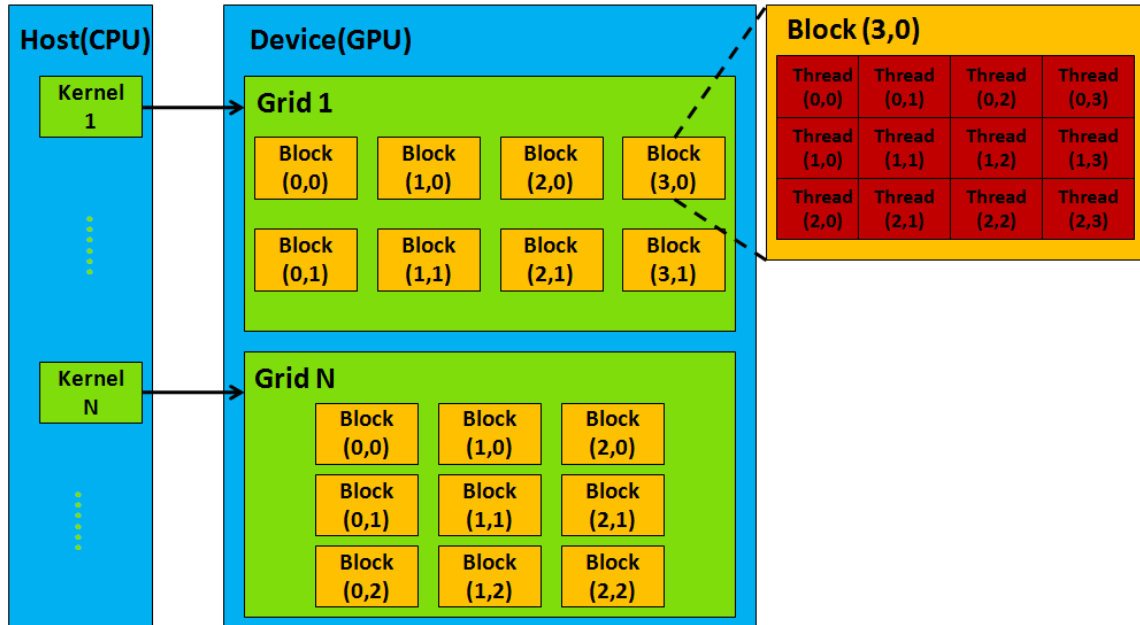 Host(CPU)
Kernel
1
Kernel
N
Device(GPU)
Grid 1
Block
(0,0)
Block
(1,0)
Block
(2,0)
Block
(3,0)
Block
(0,1)
Block
(1,1)
Block
(2,1)
Block
(3,1)
Grid N
Block
(0,0)
Block
(1,0)
Block
(2,0)
Block
(0,1)
Block
(1,1)
Block
(2,1)
Block
(0,2)
Block
(1,2)
Block
(2,2)
Block (3,0)
Thread
(0,0)
Thread
(0,1)
Thread
(0,2)
Thread
(0,3)
Thread
(1,0)
Thread
(1,1)
Thread
(1,2)
Thread
(1,3)
Thread
(2,0)
Thread
(2,1)
Thread
(2,2)
Thread
(2,3)